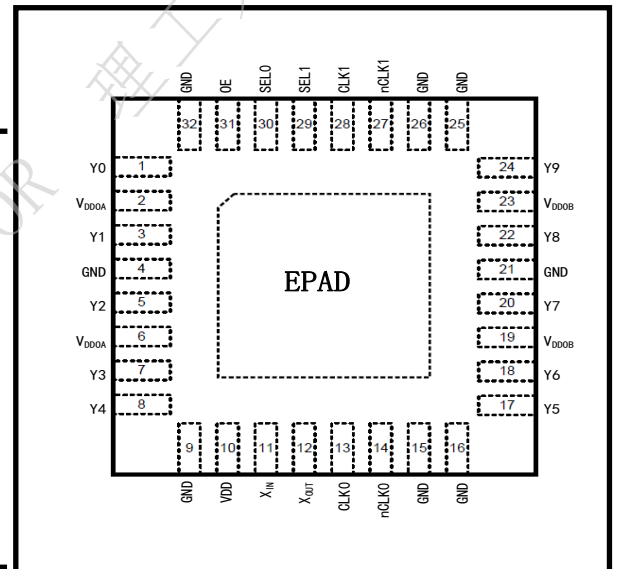 GND OE SEL0 SEL1 CLK1 nCLK1 GND GND
32 31 30 29 28 27 26 25
Y0 1 24 Y9
VDDOA 2 23 VDDOB
Y1 3 22 Y8
GND 4 21 GND
EPAD
Y2 5 20 Y7
VDDOA 6 19 VDDOB
Y3 7 18 Y6
Y4 8 17 Y5
9 10 11 12 13 14 15 16
GND VDD XIN XOUT CLK0 nCLK0 GND GND
理工
OR